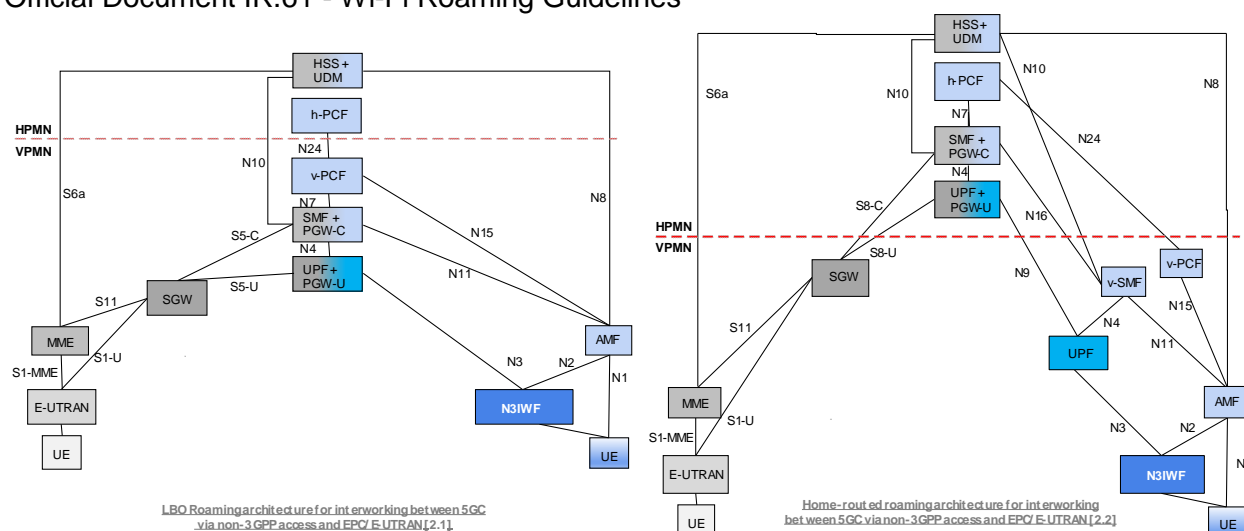 Official Document IR.61 - Wi-Fi Roaming Guidelines
HSS+
UDM
h-PCF
HPMN
VPMN
N24
N10
v-PCF
S6a
N8
N7
SMF +
PGW-C
N15
S5-C
N4
N11
UPF+
PGW-U
S5-U
SGW
S11
MME
S1-U
AMF
S1-MME
N3
N2
N1
E-UTRAN
N3IWF
UE
UE
LBO Roaming architecture for interworking between 5GC
via non-3GPP access and EPC/E-UTRAN [2.1]
HSS+
UDM
N10
h-PCF
S6a
N10
N8
N7
SMF +
PGW-C
N24
N4
UPF+
PGW-U
S8-C
N16
HPMN
VPMN
S8-U
SGW
N9
v-PCF
v-SMF
N15
S11
N4
N11
UPF
MME
AMF
S1-U
S1-MME
N3
N2
E-UTRAN
N3IWF
UE
UE
Home-routed roaming architecture for interworking
between 5GC via non-3GPP access and EPC/E-UTRAN [2.2]